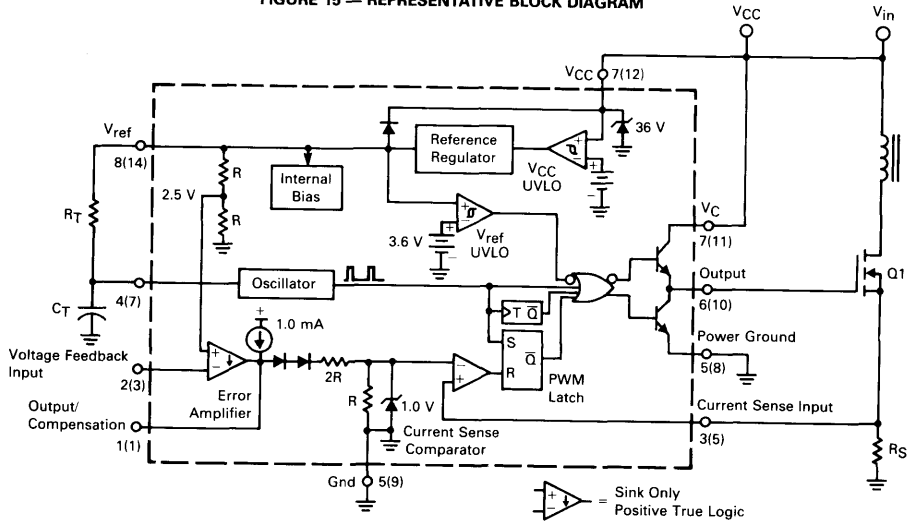 FIGURE 15 — REPRESENTATIVE BLOCK DIAGRAM
VCC
Vin
VCC 7(12)
Vref
8(14)
36 V
Reference
Regulator
+
-
VCC
UVLO
+
-
Internal
Bias
R
2.5 V
R
RT
+
-
3.6 V
+
-
Vref
UVLO
VC
7(11)
Q1
Output
6(10)
Oscillator
4(7)
CT
T Q
+
1.0 mA
S
Q
R
PWM
Latch
Power Ground
5(8)
Voltage Feedback
Input
2(3)
+
-
Error
Amplifier
2R
R
1.0 V
-
+
Current Sense
Comparator
Output/
Compensation
1(1)
Current Sense Input
3(5)
RS
Gnd 5(9)
+
-
= Sink Only
Positive True Logic